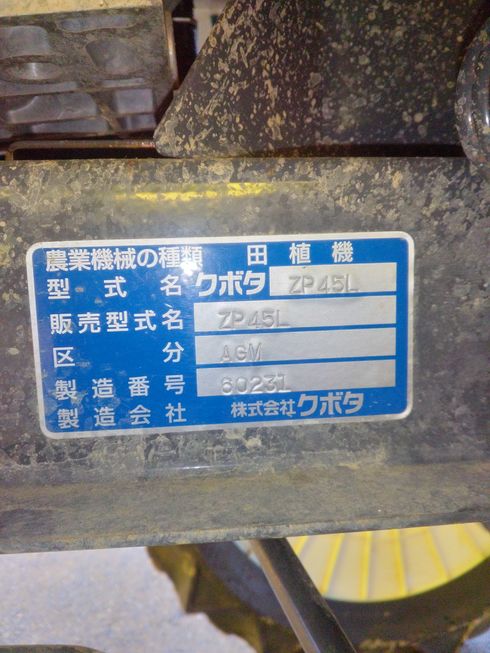 農業機械の種類 田植機
型式名 クボタ ZP45L
販売型式名 ZP45L
区分 AGM
製造番号 60231
製造会社 株式会社クボタ